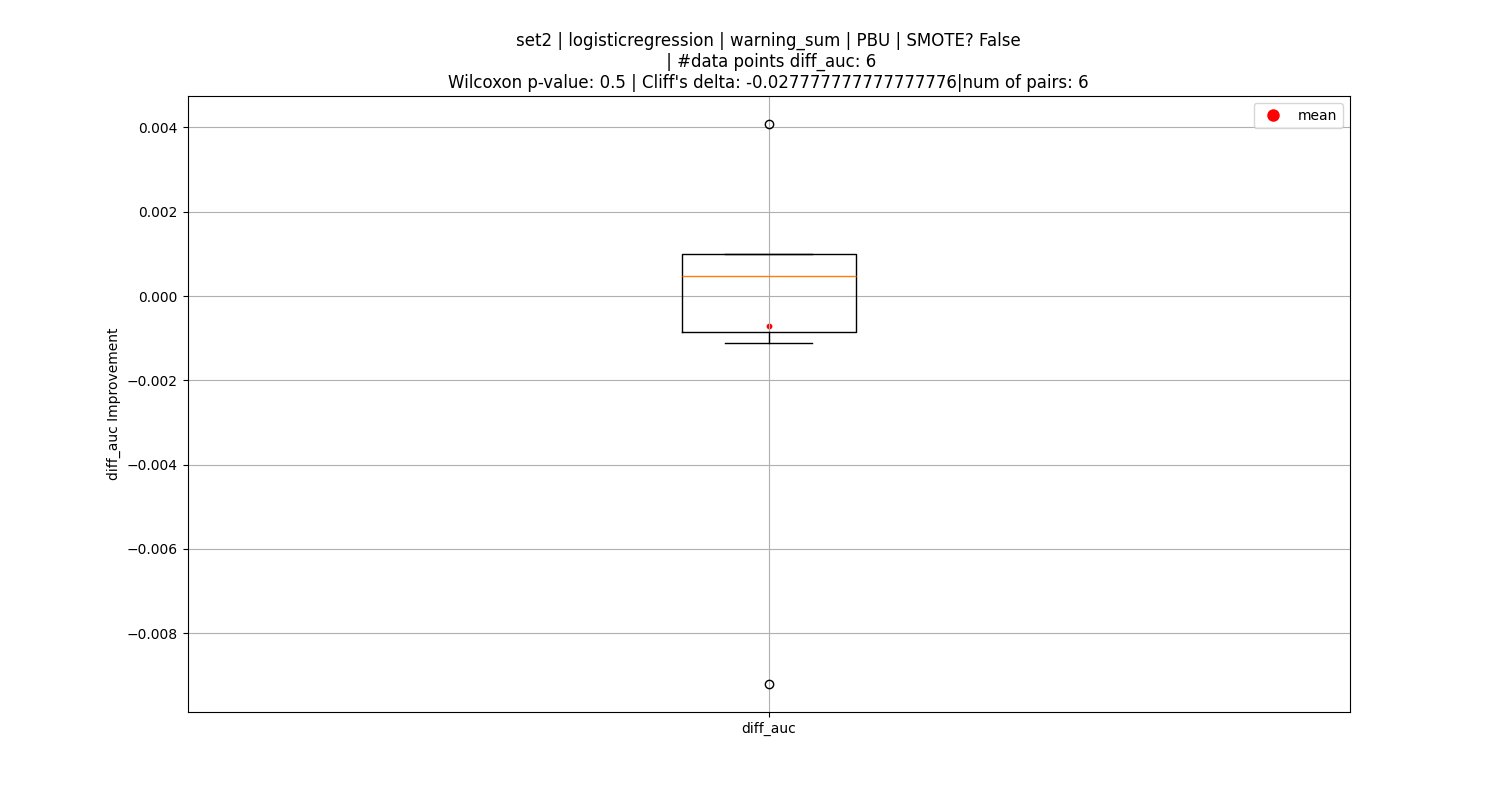 set2 | logisticregression | warning_sum | PBU | SMOTE? False
| #data points diff_auc: 6
Wilcoxon p-value: 0.5 | Cliff's delta: -0.027777777777777776|num of pairs: 6
mean
0.004
0.002
0.000
−0.002
−0.004
−0.006
−0.008
diff_auc Improvement
diff_auc